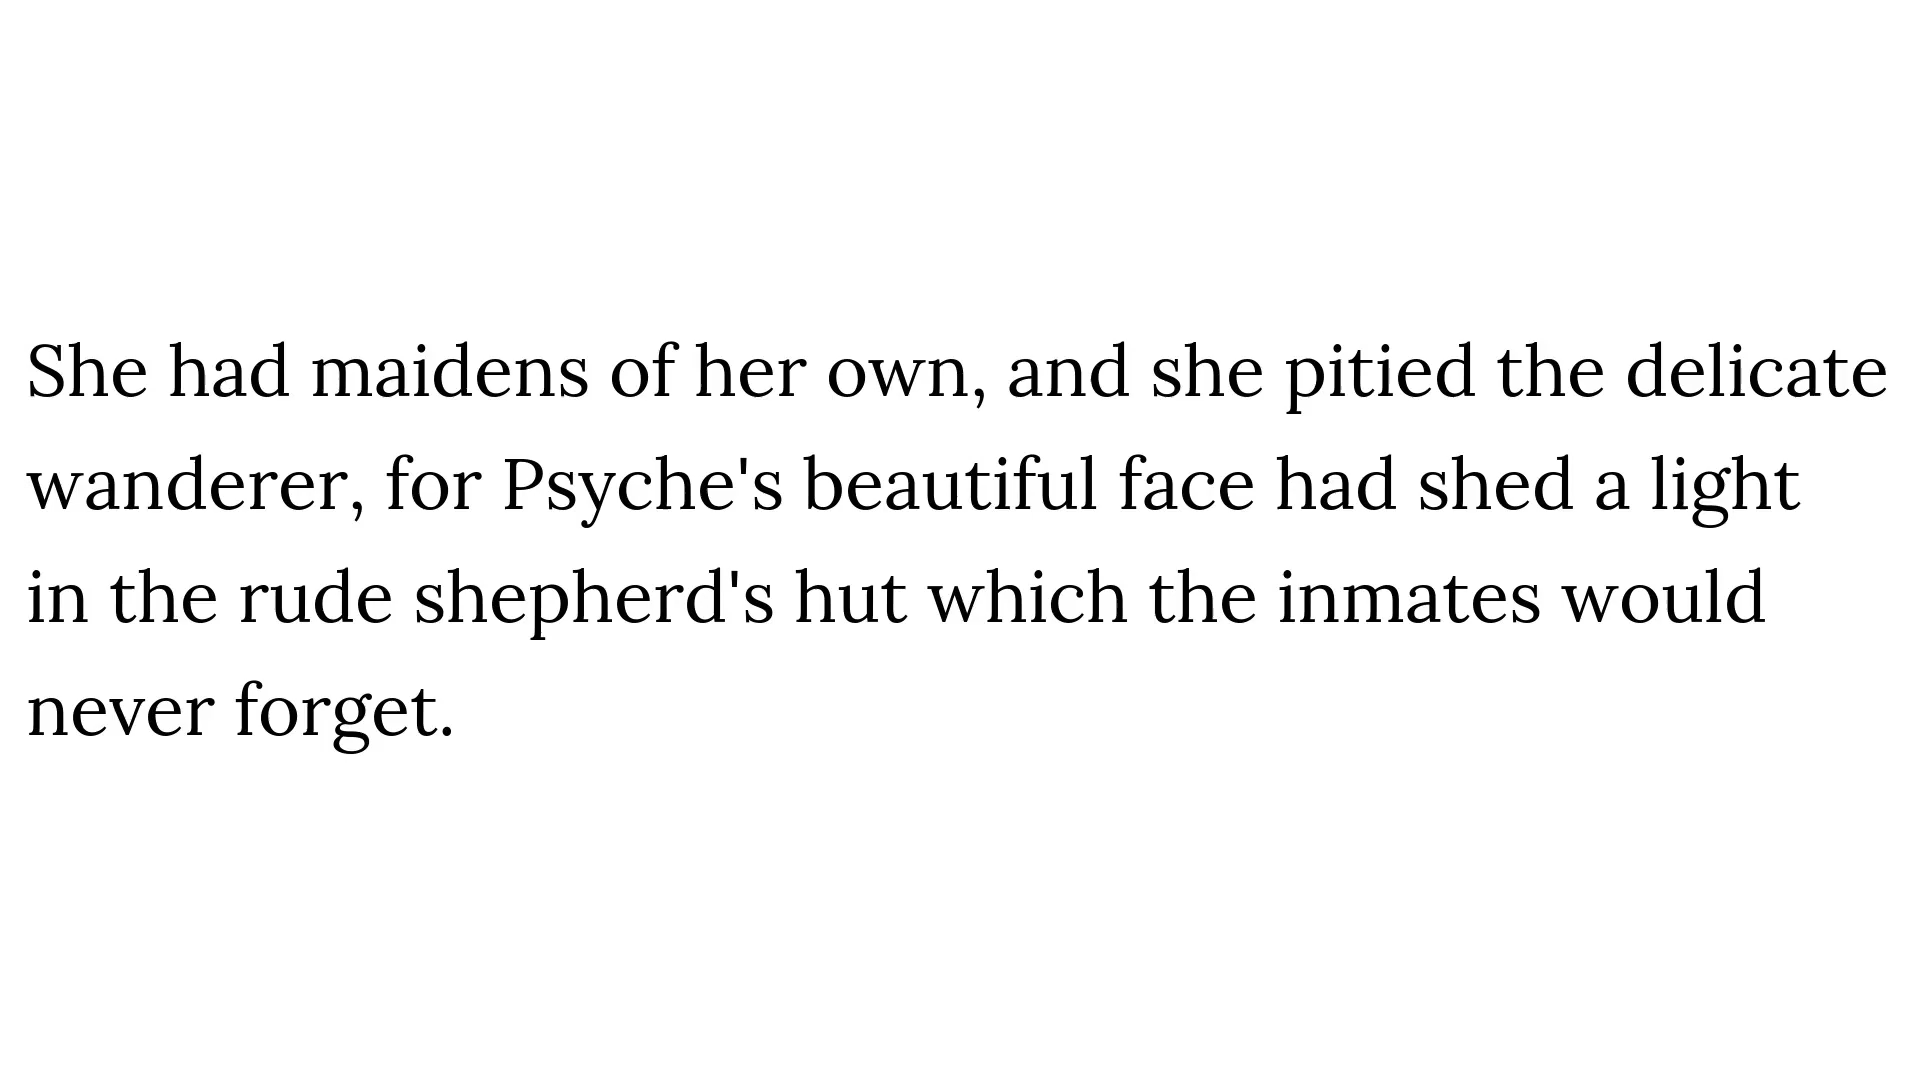 She had maidens of her own, and she pitied the delicate
wanderer, for Psyche's beautiful face had shed a light
in the rude shepherd's hut which the inmates would
never forget.